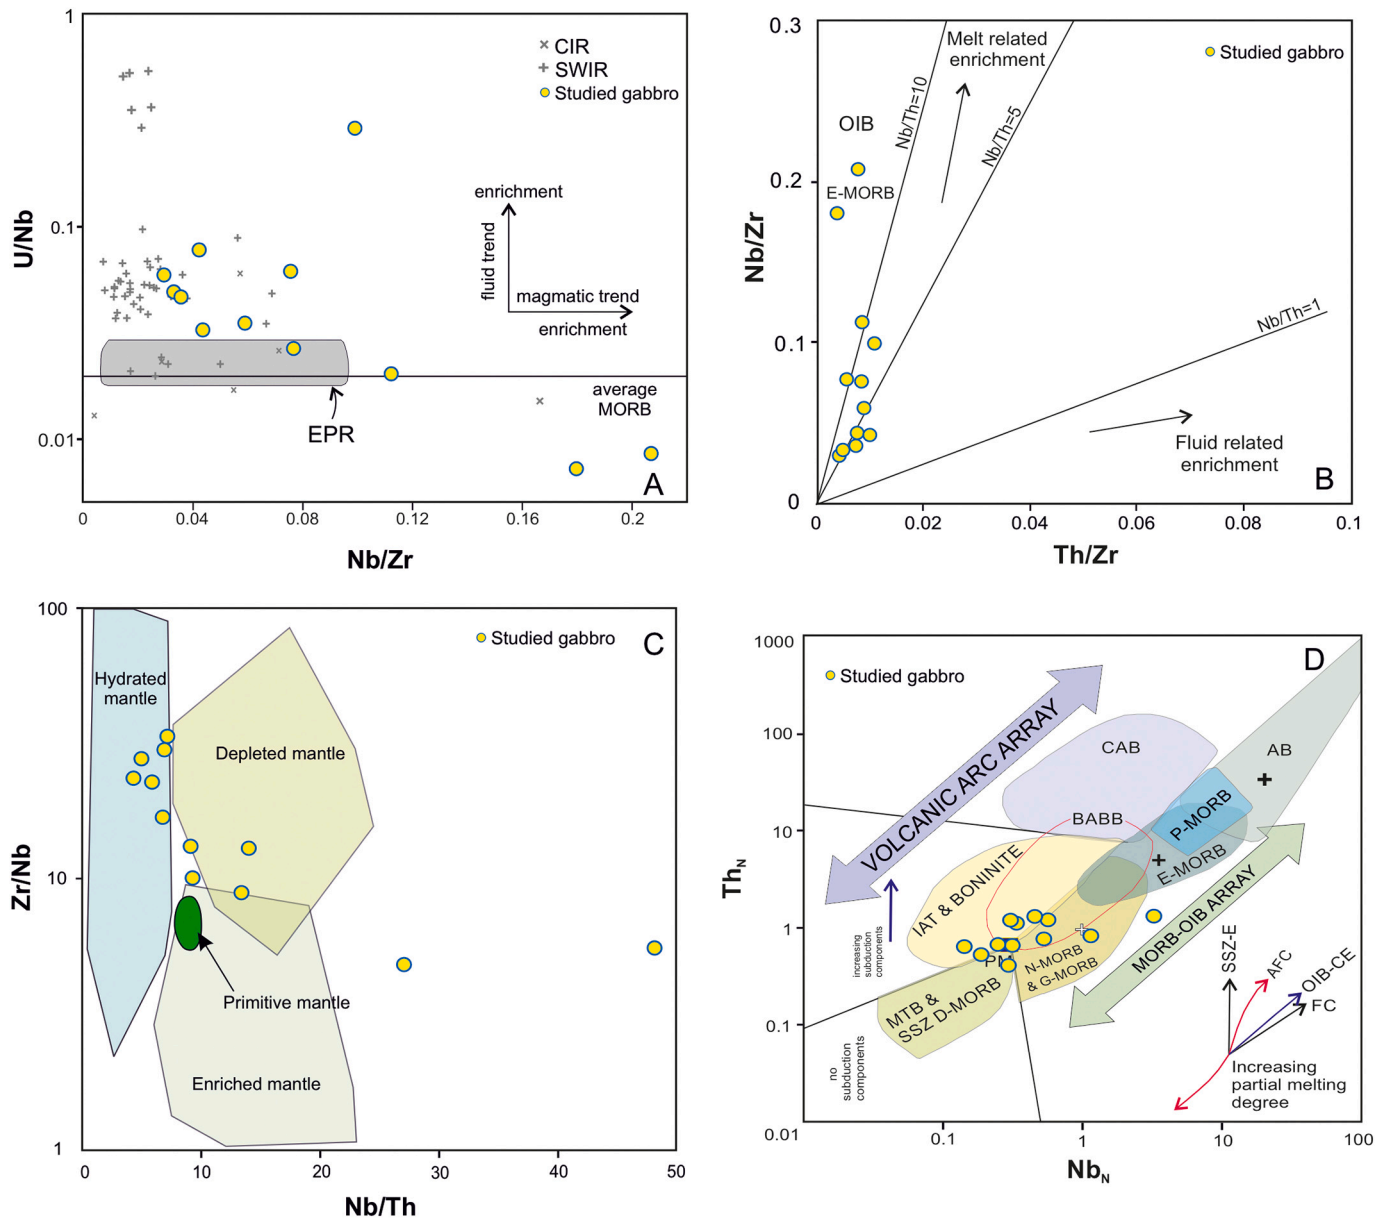 1
0.1
0.01
U/Nb
CIR
SWIR
Studied gabbro
enrichment
fluid trend
magmatic trend
enrichment
average
MORB
EPR
A
0
0.04
0.08
0.12
0.16
0.2
Nb/Zr
0.3
0.2
0.1
0
Nb/Zr
Melt related
enrichment
Studied gabbro
Nb/Th=10
Nb/Th=5
OIB
E-MORB
Nb/Th=1
Fluid related
enrichment
B
0
0.02
0.04
0.06
0.08
0.1
Th/Zr
100
10
1
Zr/Nb
Studied gabbro
C
Hydrated
mantle
Depleted mantle
Primitive mantle
Enriched mantle
0
10
20
30
40
50
Nb/Th
1000
100
10
1
0.1
0.01
ThN
Studied gabbro
D
VOLCANIC ARC ARRAY
CAB
AB
BABB
P-MORB
E-MORB
IAT & BONINITE
MORB-OIB ARRAY
increasing
subduction
components
PM
N-MORB
& G-MORB
MTB &
SSZ D-MORB
no
subduction
components
SSZ-E
AFC
OIB-CE
FC
Increasing
partial melting
degree
0.1
1
10
100
NbN